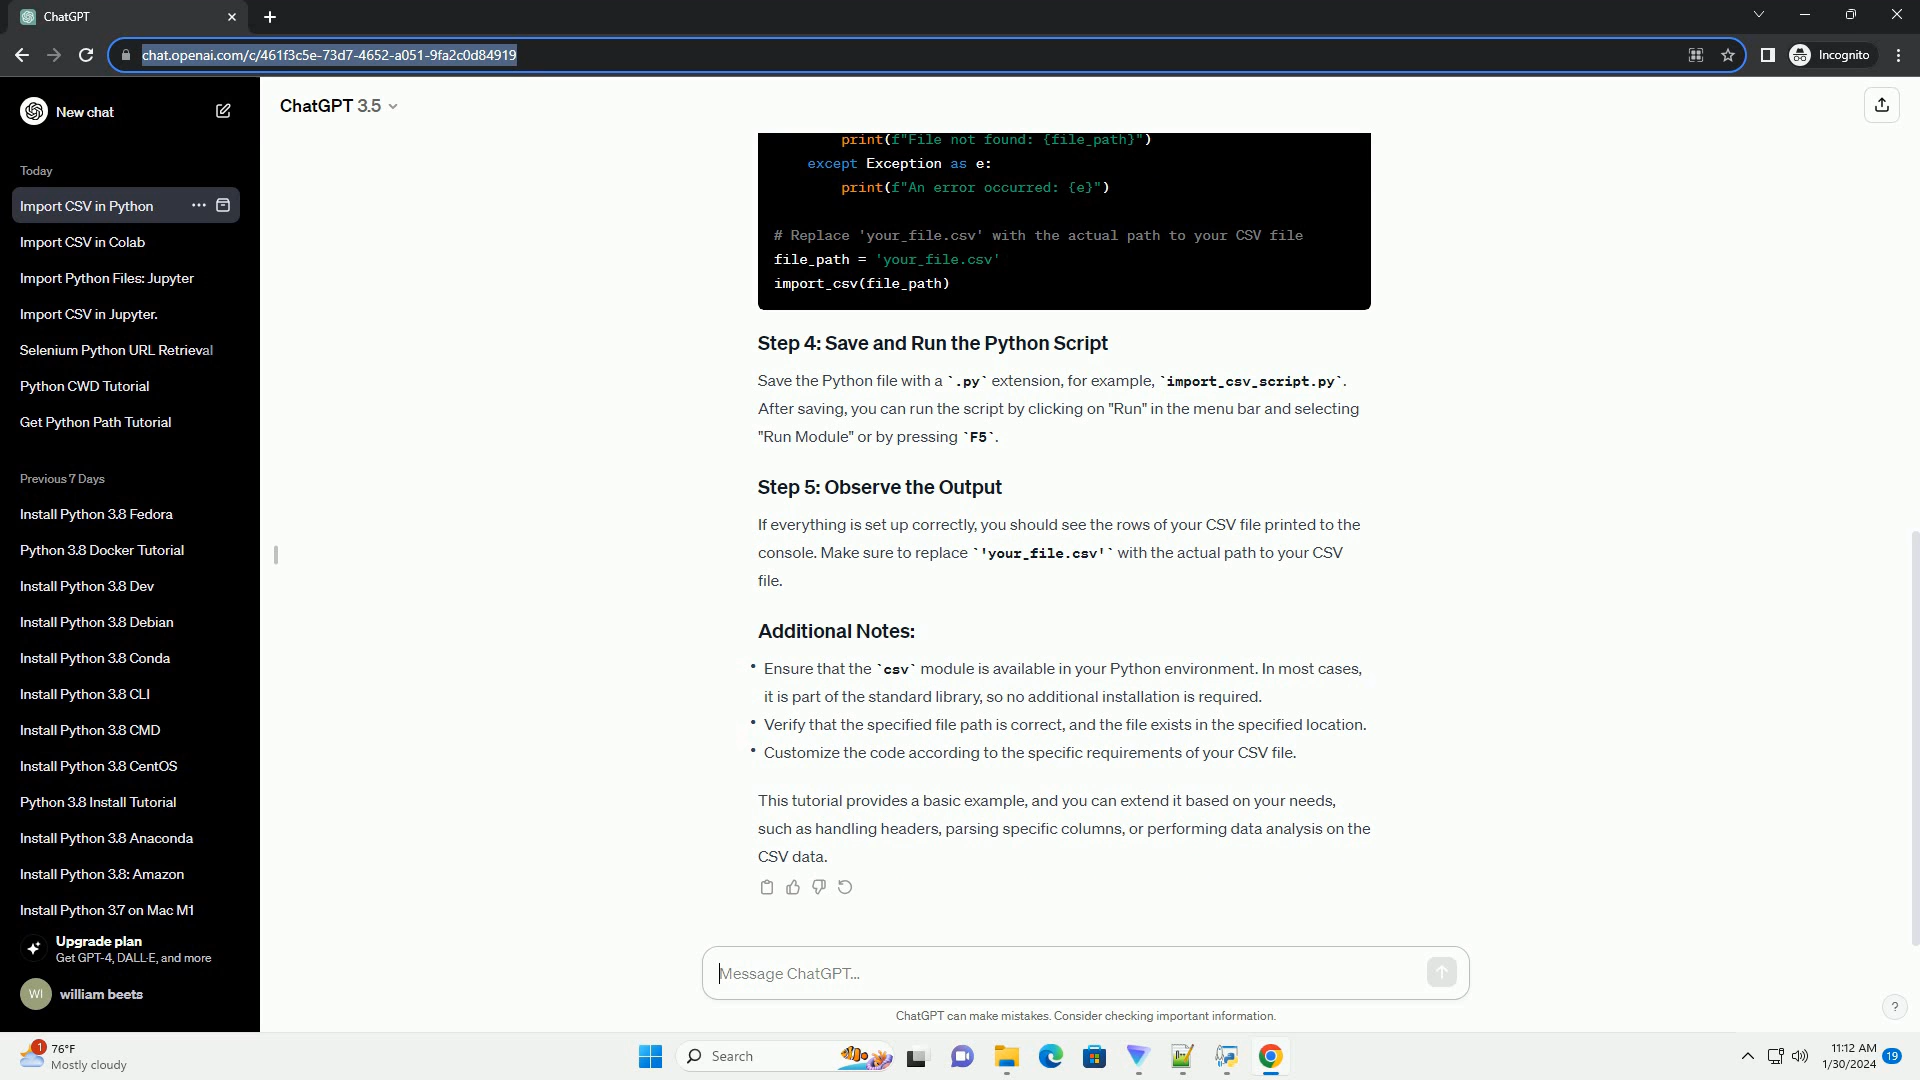 ChatGPT
chat.openai.com/c/461f3c5e-73d7-4652-a051-9fa2c0d84919
Incognito
New chat
ChatGPT 3.5
Today
Import CSV in Python
Import CSV in Colab
Import Python Files: Jupyter
Import CSV in Jupyter.
Selenium Python URL Retrieval
Python CWD Tutorial
Get Python Path Tutorial
Previous 7 Days
Install Python 3.8 Fedora
Python 3.8 Docker Tutorial
Install Python 3.8 Dev
Install Python 3.8 Debian
Install Python 3.8 Conda
Install Python 3.8 CLI
Install Python 3.8 CMD
Install Python 3.8 CentOS
Python 3.8 Install Tutorial
Install Python 3.8 Anaconda
Install Python 3.8: Amazon
Install Python 3.7 on Mac M1
Upgrade plan
Get GPT-4, DALL·E, and more
WI
william beets
print(f"File not found: {file_path}")
except Exception as e:
print(f"An error occurred: {e}")
# Replace 'your_file.csv' with the actual path to your CSV file
file_path = 'your_file.csv'
import_csv(file_path)
Step 4: Save and Run the Python Script
Save the Python file with a `.py` extension, for example, `import_csv_script.py`.
After saving, you can run the script by clicking on "Run" in the menu bar and selecting
"Run Module" or by pressing `F5`.
Step 5: Observe the Output
If everything is set up correctly, you should see the rows of your CSV file printed to the
console. Make sure to replace `'your_file.csv'` with the actual path to your CSV
file.
Additional Notes:
• Ensure that the `csv` module is available in your Python environment. In most cases,
it is part of the standard library, so no additional installation is required.
• Verify that the specified file path is correct, and the file exists in the specified location.
• Customize the code according to the specific requirements of your CSV file.
This tutorial provides a basic example, and you can extend it based on your needs,
such as handling headers, parsing specific columns, or performing data analysis on the
CSV data.
Message ChatGPT...
ChatGPT can make mistakes. Consider checking important information.
?
1
76°F
Mostly cloudy
Search
11:12 AM
1/30/2024
19